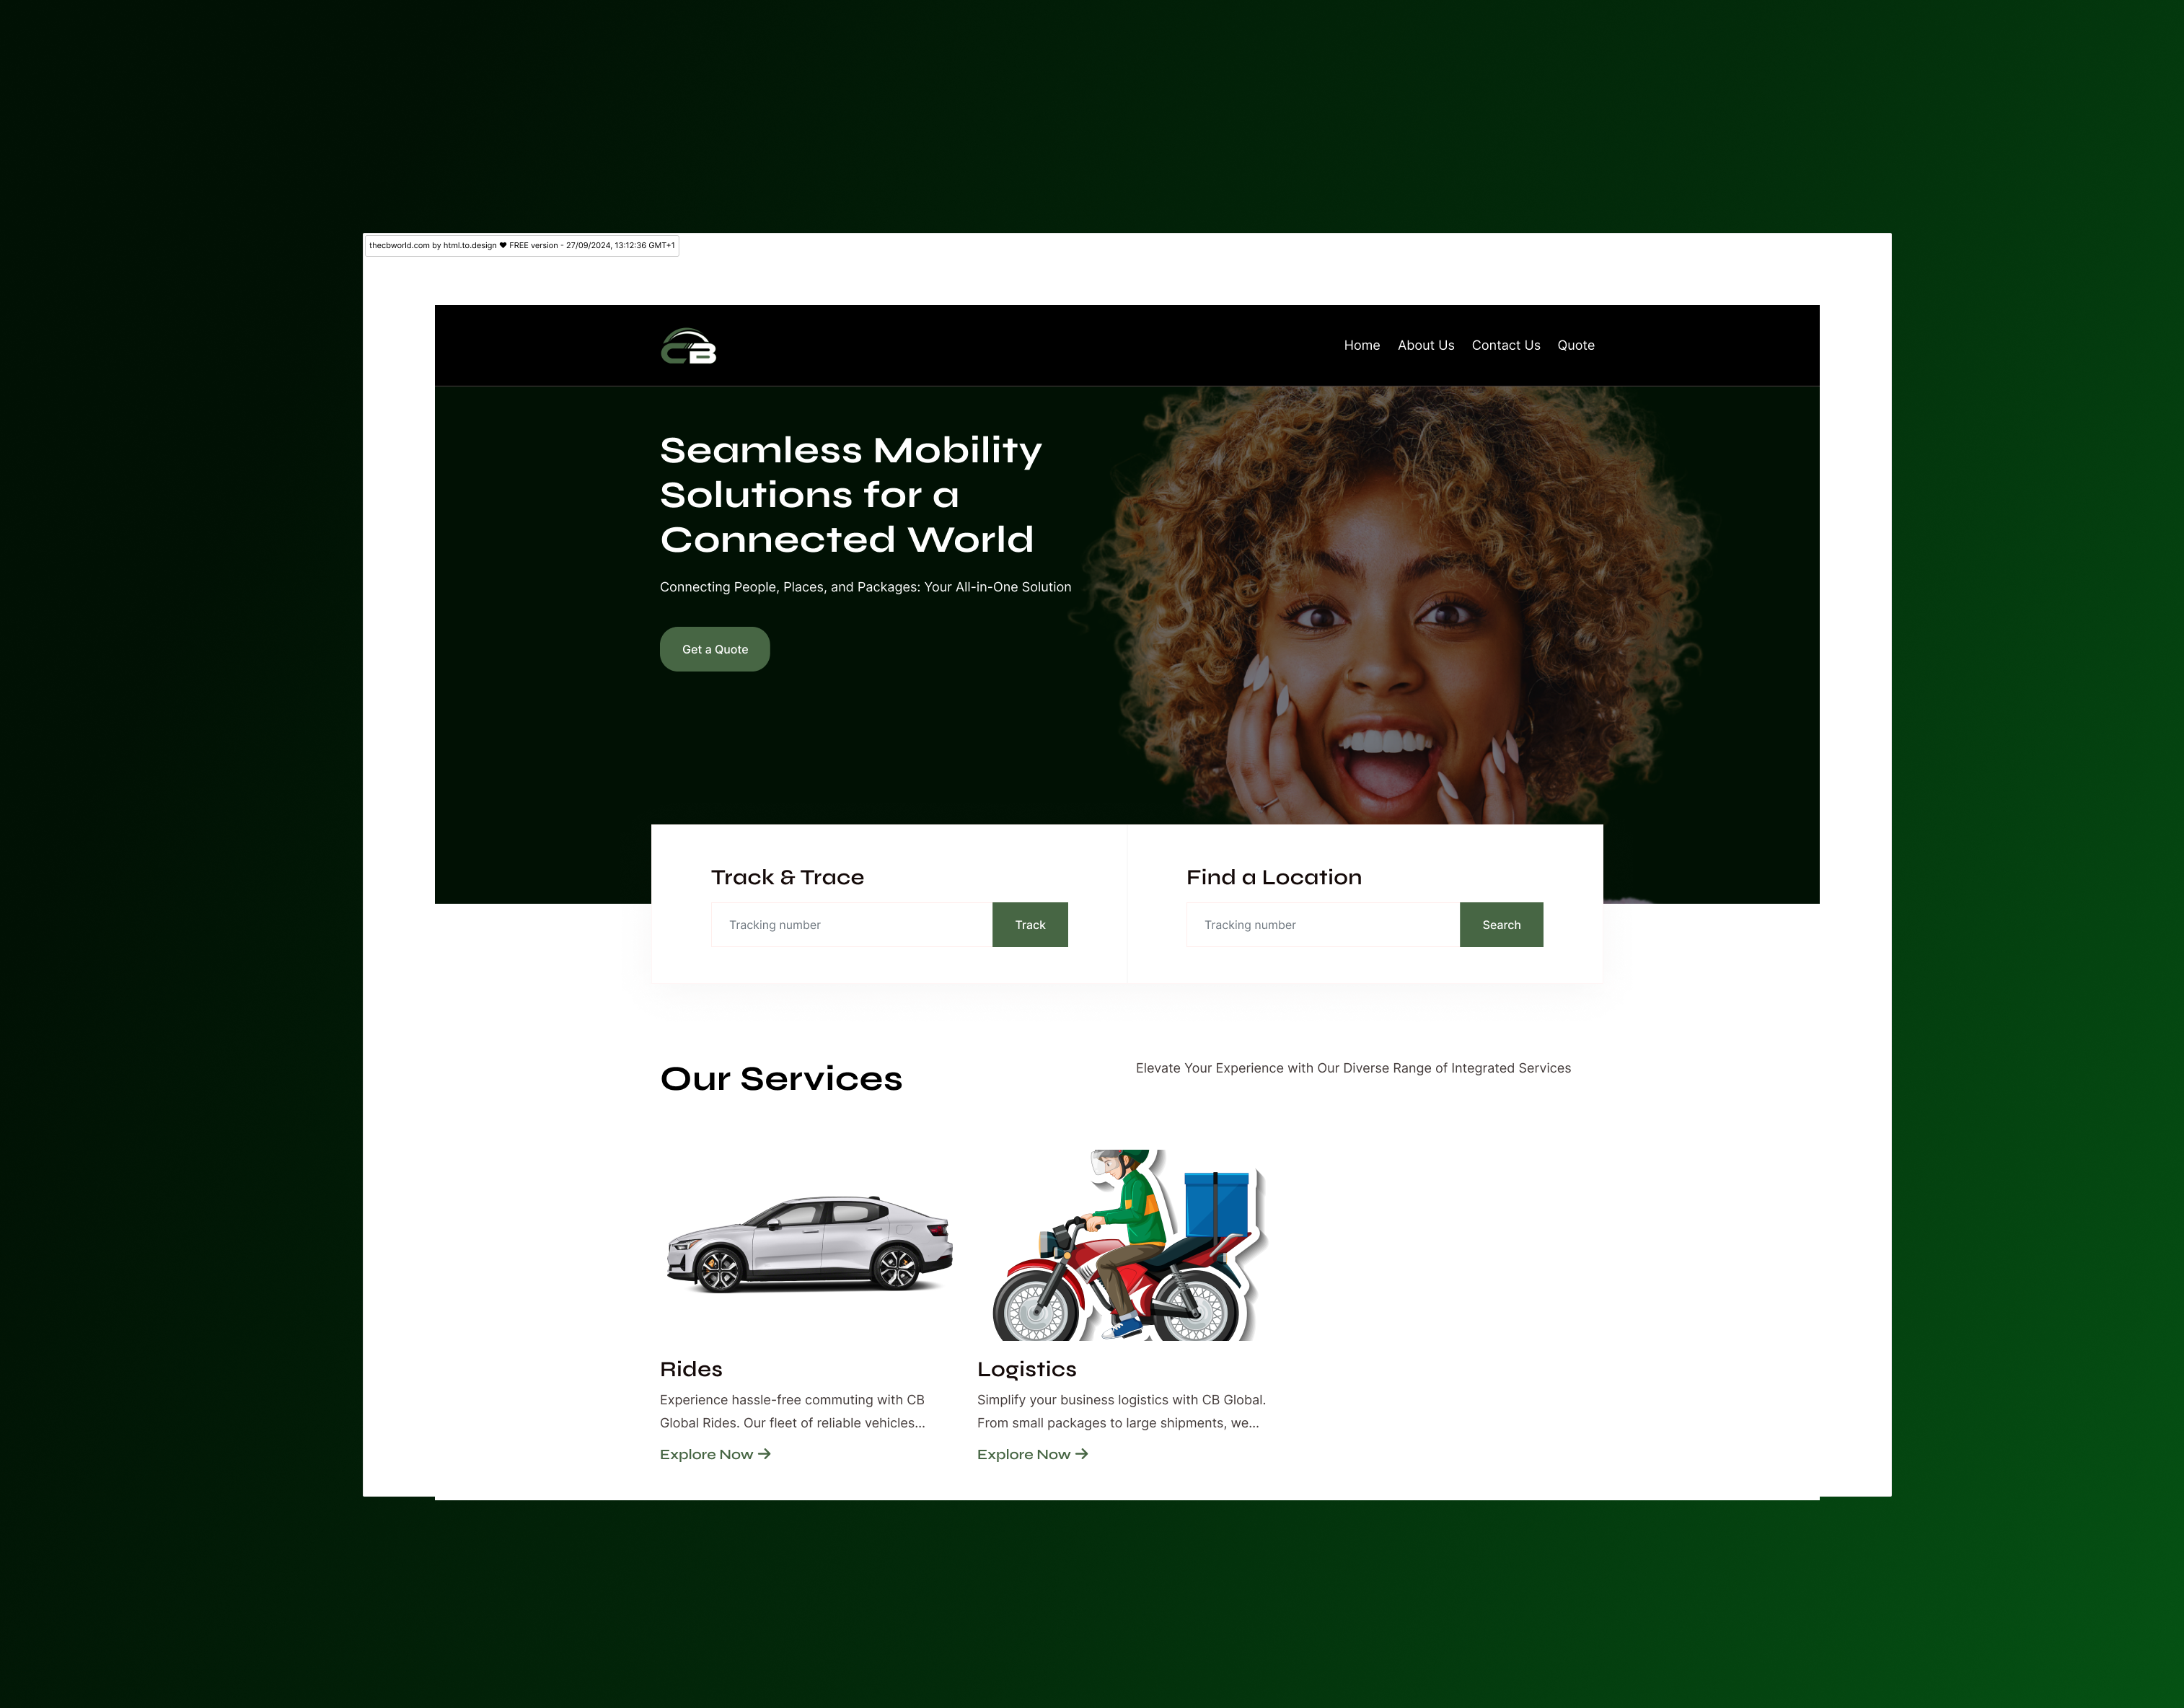 thecbworld.com by html.to.design ❤ FREE version - 27/09/2024, 13:12:36 GMT+1
CB
Home About Us Contact Us Quote
Seamless Mobility
Solutions for a
Connected World
Connecting People, Places, and Packages: Your All-in-One Solution
Get a Quote
Track & Trace
Tracking number Track
Find a Location
Tracking number Search
Our Services
Elevate Your Experience with Our Diverse Range of Integrated Services
Rides
Experience hassle-free commuting with CB
Global Rides. Our fleet of reliable vehicles...
Explore Now →
Logistics
Simplify your business logistics with CB Global.
From small packages to large shipments, we...
Explore Now →